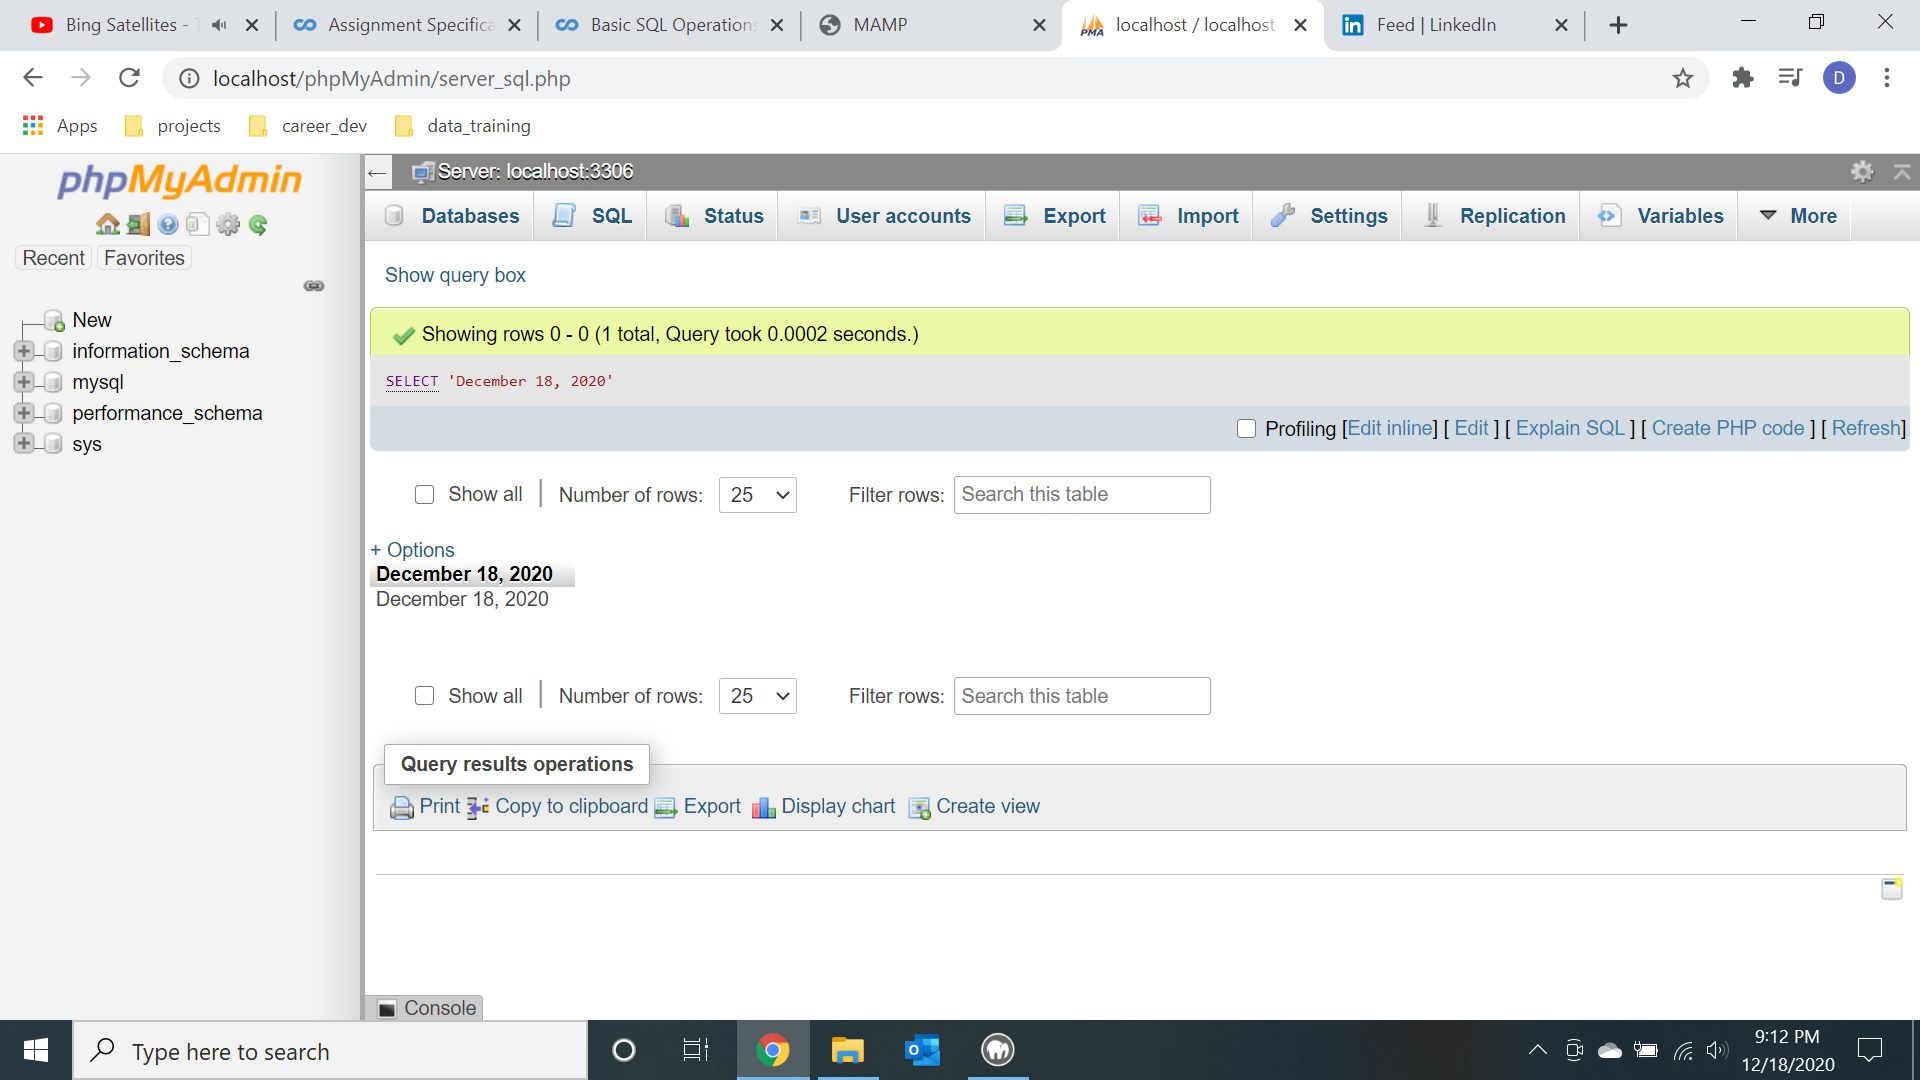 Bing Satellites -
Assignment Specifica
Basic SQL Operations
MAMP
localhost / localhost
Feed | LinkedIn
localhost/phpMyAdmin/server_sql.php
D
Apps
projects
career_dev
data_training
phpMyAdmin
Recent
Favorites
New
information_schema
mysql
performance_schema
sys
Server: localhost:3306
Databases
SQL
Status
User accounts
Export
Import
Settings
Replication
Variables
More
Show query box
Showing rows 0 - 0 (1 total, Query took 0.0002 seconds.)
SELECT 'December 18, 2020'
Profiling [Edit inline] [ Edit ] [ Explain SQL ] [ Create PHP code ] [ Refresh]
Show all
Number of rows:
25
Filter rows:
Search this table
+ Options
December 18, 2020
December 18, 2020
Show all
Number of rows:
25
Filter rows:
Search this table
Query results operations
Print
Copy to clipboard
Export
Display chart
Create view
Console
Type here to search
9:12 PM
12/18/2020